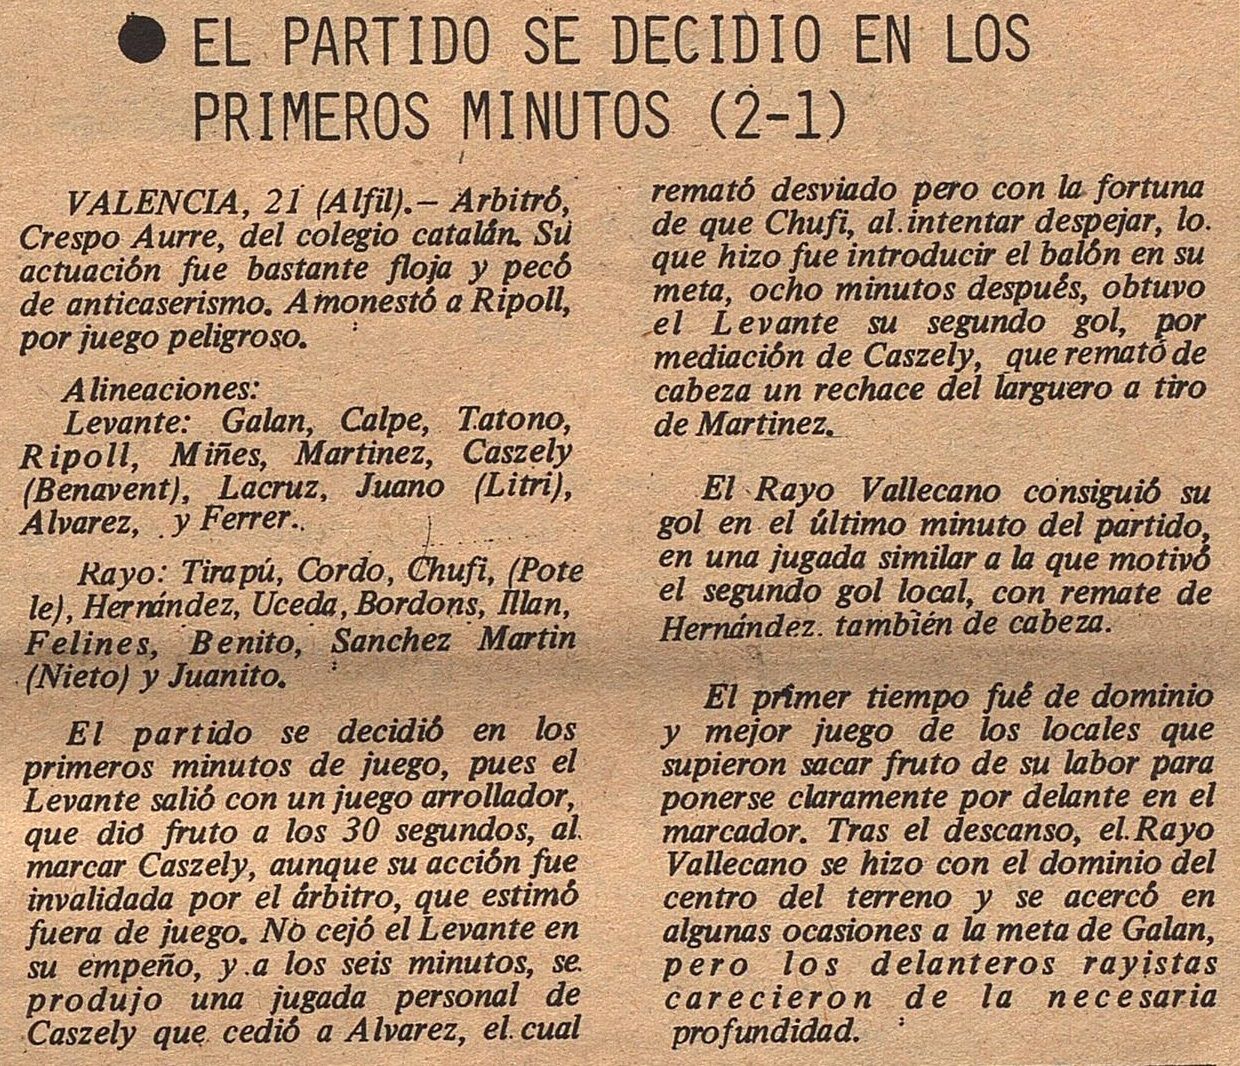 ● EL PARTIDO SE DECIDIO EN LOS
PRIMEROS MINUTOS (2-1)
VALENCIA, 21 (Alfil).– Arbitró,
Crespo Aurre, del colegio catalán. Su
actuación fue bastante floja y pecó
de anticaserismo. Amonestó a Ripoll,
por juego peligroso.
Alineaciones:
Levante: Galan, Calpe, Tatono,
Ripoll, Miñes, Martinez, Caszely
(Benavent), Lacruz, Juano (Litri),
Alvarez, y Ferrer.
Rayo: Tirapú, Cordo, Chufi, (Pote
le), Hernández, Uceda, Bordons, Illan,
Felines, Benito, Sanchez Martin
(Nieto) y Juanito.
El partido se decidió en los
primeros minutos de juego, pues el
Levante salió con un juego arrollador,
que dió fruto a los 30 segundos, al
marcar Caszely, aunque su acción fue
invalidada por el árbitro, que estimó
fuera de juego. No cejó el Levante en
su empeño, y a los seis minutos, se
produjo una jugada personal de
Caszely que cedió a Alvarez, el cual
remató desviado pero con la fortuna
de que Chufi, al intentar despejar, lo
que hizo fue introducir el balón en su
meta, ocho minutos después, obtuvo
el Levante su segundo gol, por
mediación de Caszely, que remató de
cabeza un rechace del larguero a tiro
de Martinez.
El Rayo Vallecano consiguió su
gol en el último minuto del partido,
en una jugada similar a la que motivó
el segundo gol local, con remate de
Hernández. también de cabeza.
El primer tiempo fué de dominio
y mejor juego de los locales que
supieron sacar fruto de su labor para
ponerse claramente por delante en el
marcador. Tras el descanso, el Rayo
Vallecano se hizo con el dominio del
centro del terreno y se acercó en
algunas ocasiones a la meta de Galan,
pero los delanteros rayistas
carecieron de la necesaria
profundidad.